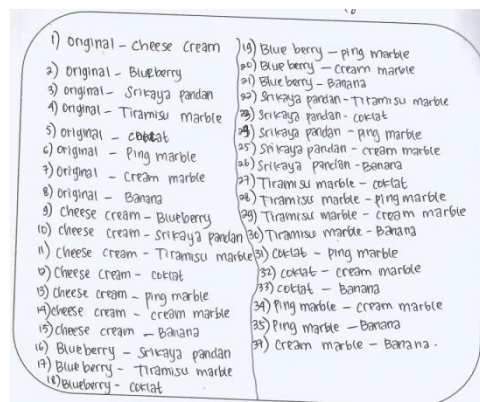 1) Original - Cheese Cream
2) Original - Blueberry
3) Original - Srikaya pandan
4) Original - Tiramisu marble
5) Original - coklat
6) Original - Ping marble
7) Original - Cream marble
8) Original - Banana
9) Cheese cream - Blueberry
10) Cheese cream - Srikaya pandan
11) Cheese cream - Tiramisu marble
12) Cheese cream - coklat
13) Cheese cream - ping marble
14) cheese cream - cream marble
15) cheese cream - Banana
16) Blueberry - Srikaya pandan
17) Blueberry - Tiramisu marble
18) Blueberry - coklat
19) Blue berry - ping marble
20) Blue berry - cream marble
21) Blue berry - Banana
22) Srikaya pandan - Tiramisu marble
23) Srikaya pandan - coklat
24) Srikaya pandan - ping marble
25) Srikaya pandan - cream marble
26) Srikaya pandan - Banana
27) Tiramisu marble - coklat
28) Tiramisu marble - ping marble
29) Tiramisu marble - cream marble
30) Tiramisu marble - Banana
31) Coklat - ping marble
32) coklat - cream marble
33) coklat - Banana
34) Ping marble - cream marble
35) Ping marble - Banana
36) Cream marble - Banana.